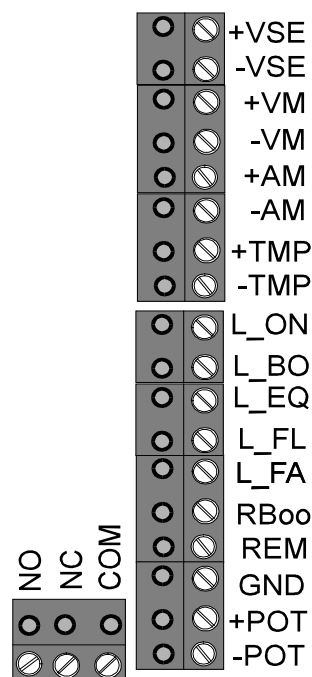 +VSE
-VSE
+VM
-VM
+AM
-AM
+TMP
-TMP
L_ON
L_BO
L_EQ
L_FL
L_FA
RBoo
REM
GND
+POT
-POT
NO
NC
COM